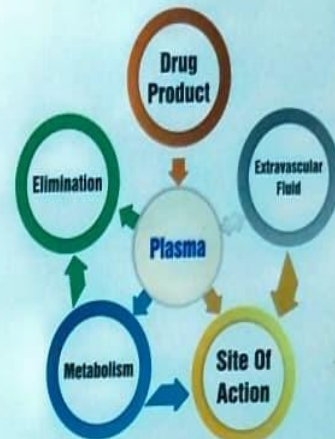 Drug
Product
Elimination
Extravascular
Fluid
Plasma
Metabolism
Site Of
Action